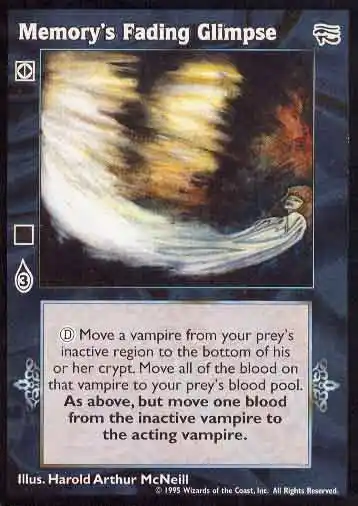 Memory's Fading Glimpse
3
Ⓓ Move a vampire from your prey's
inactive region to the bottom of his
or her crypt. Move all of the blood on
that vampire to your prey's blood pool.
As above, but move one blood
from the inactive vampire to
the acting vampire.
Illus. Harold Arthur McNeill
© 1995 Wizards of the Coast, Inc. All Rights Reserved.